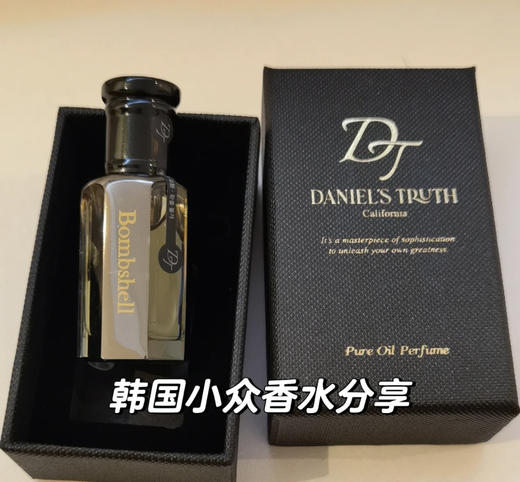 DT
DANIEL'S TRUTH
California
It's a masterpiece of sophistication
to unleash your own greatness.
Pure Oil Perfume
Bombshell
DT
韩国小众香水分享